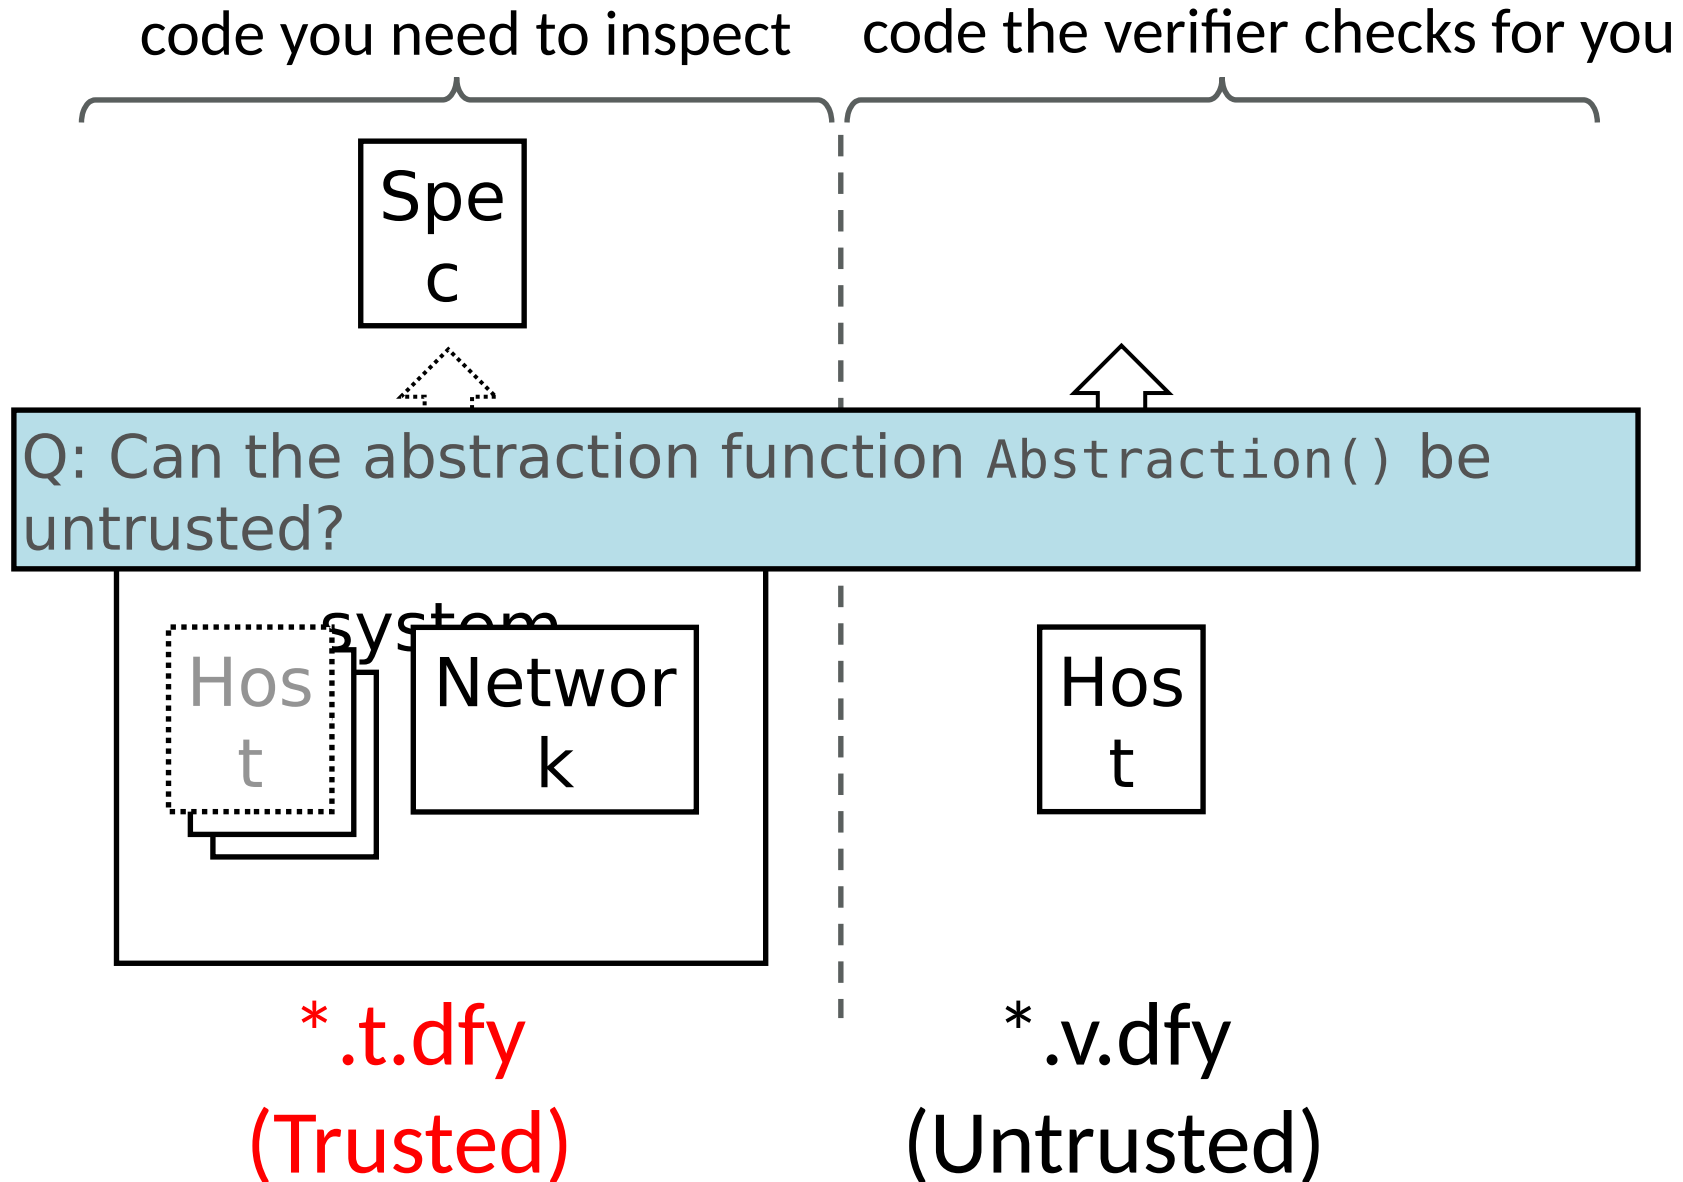 code you need to inspect
code the verifier checks for you
Spe
c
Q: Can the abstraction function Abstraction() be
untrusted?
system
Hos
t
Networ
k
Hos
t
*.t.dfy
(Trusted)
*.v.dfy
(Untrusted)